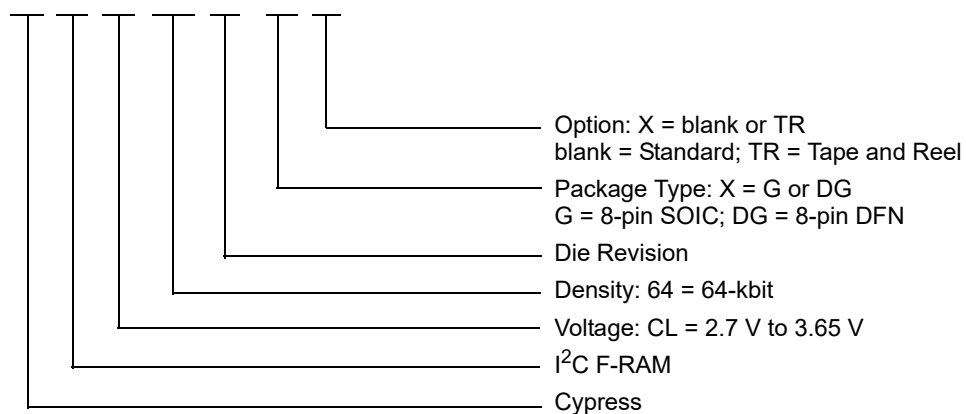 Option: X = blank or TR
blank = Standard; TR = Tape and Reel
Package Type: X = G or DG
G = 8-pin SOIC; DG = 8-pin DFN
Die Revision
Density: 64 = 64-kbit
Voltage: CL = 2.7 V to 3.65 V
I²C F-RAM
Cypress